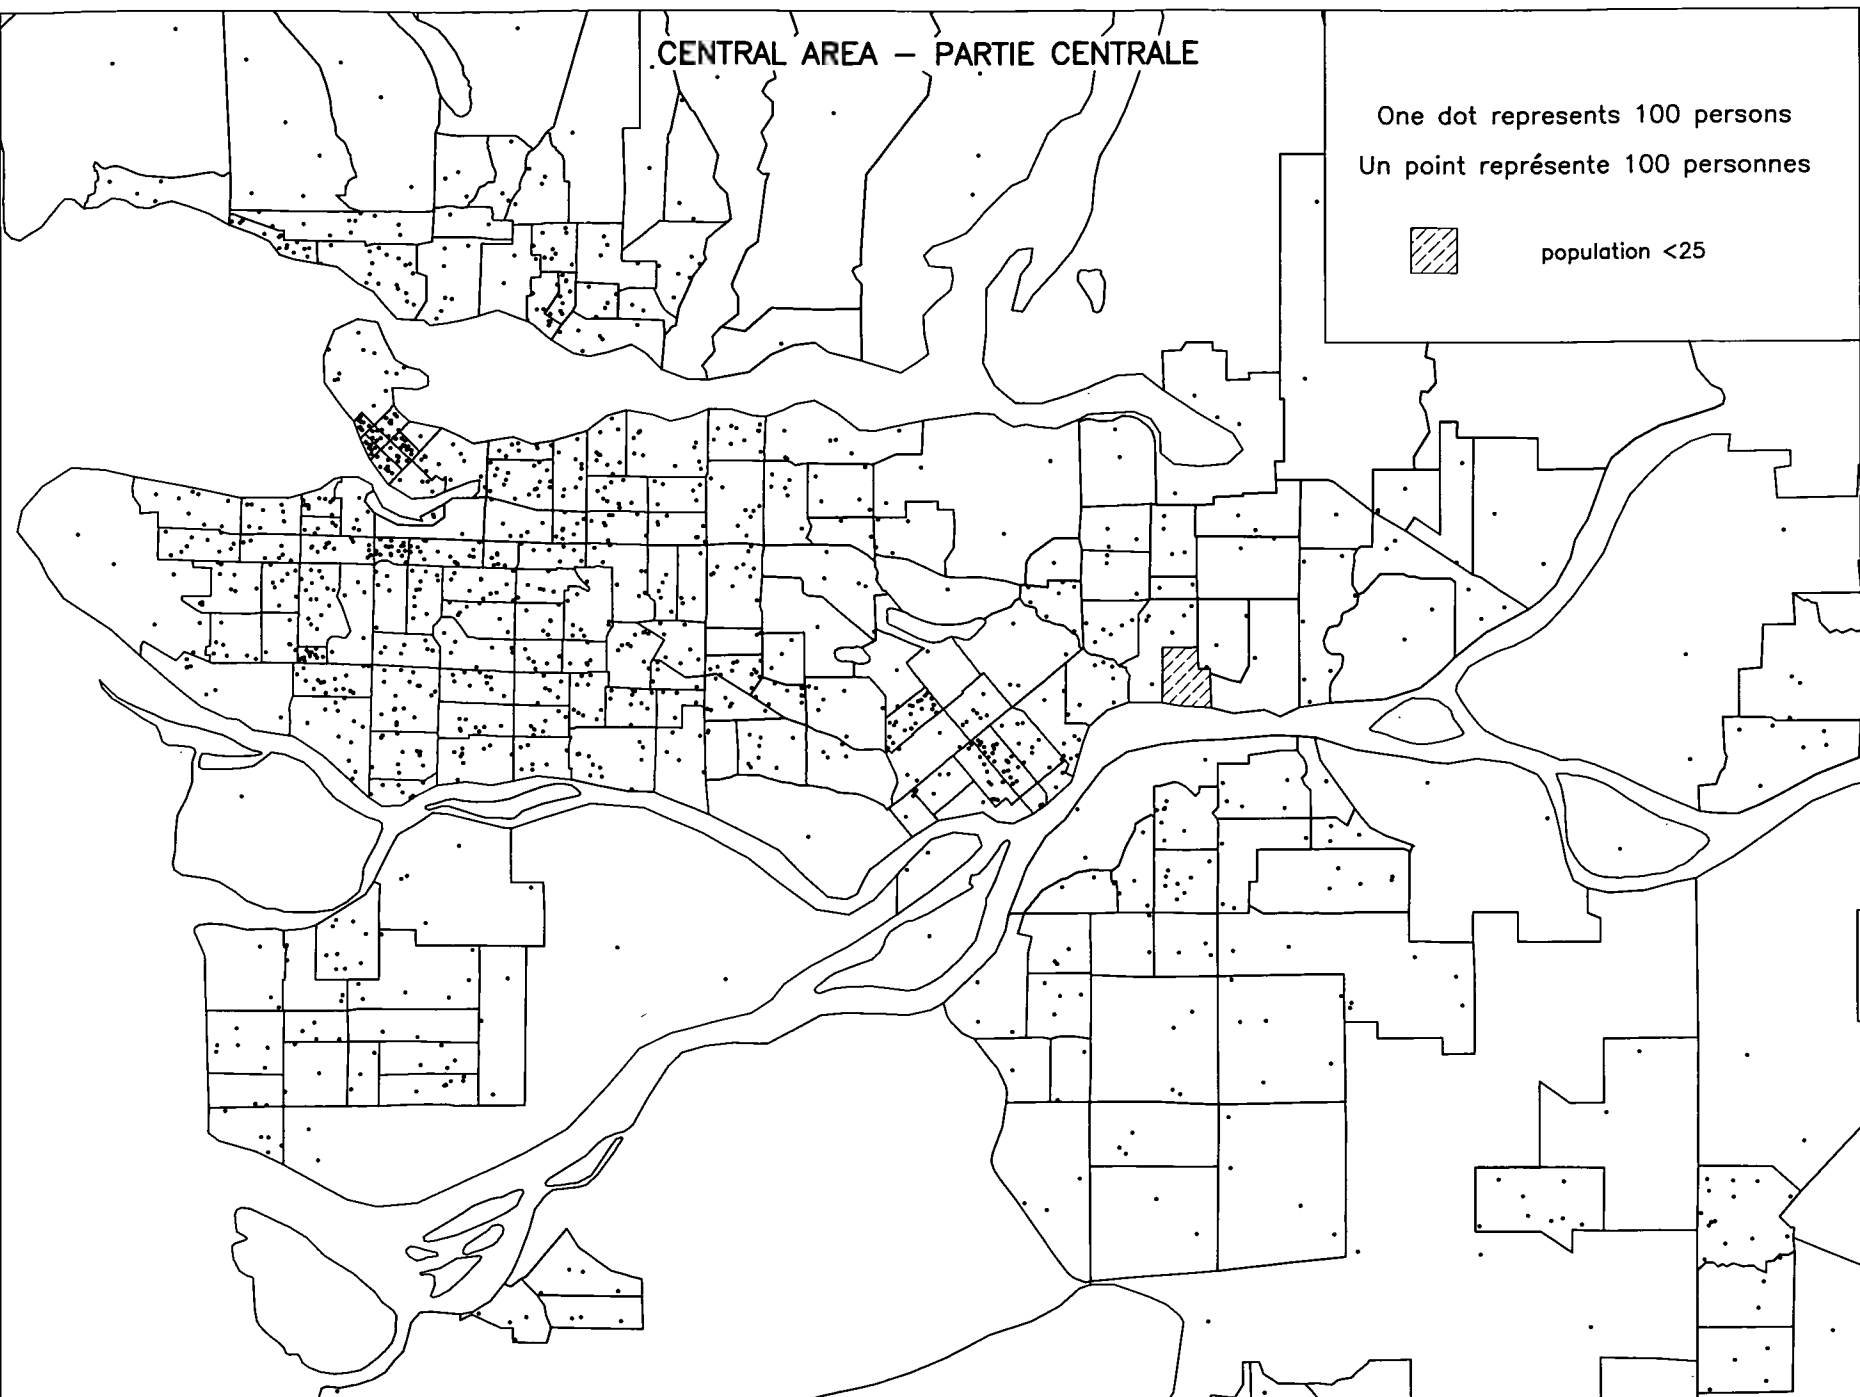 CENTRAL AREA – PARTIE CENTRALE
One dot represents 100 persons
Un point représente 100 personnes
population <25